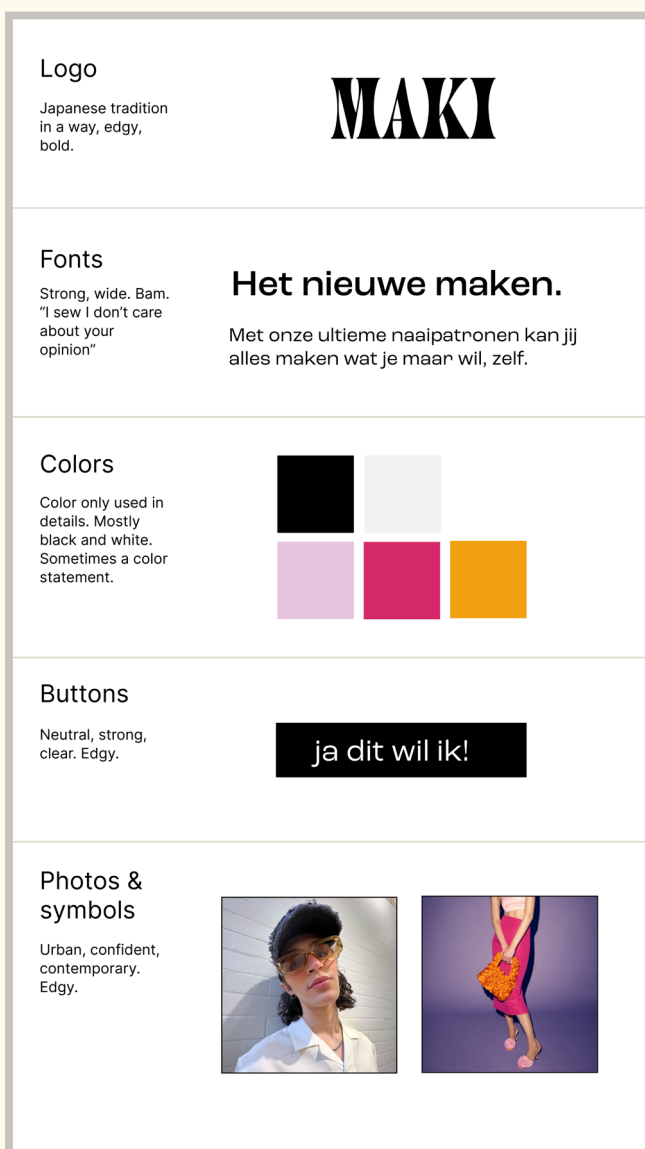 Logo
Japanese tradition
in a way, edgy,
bold.
MAKI
Fonts
Strong, wide. Bam.
“I sew I don’t care
about your
opinion”
Het nieuwe maken.
Met onze ultieme naaipatronen kan jij
alles maken wat je maar wil, zelf.
Colors
Color only used in
details. Mostly
black and white.
Sometimes a color
statement.
Buttons
Neutral, strong,
clear. Edgy.
ja dit wil ik!
Photos &
symbols
Urban, confident,
contemporary.
Edgy.